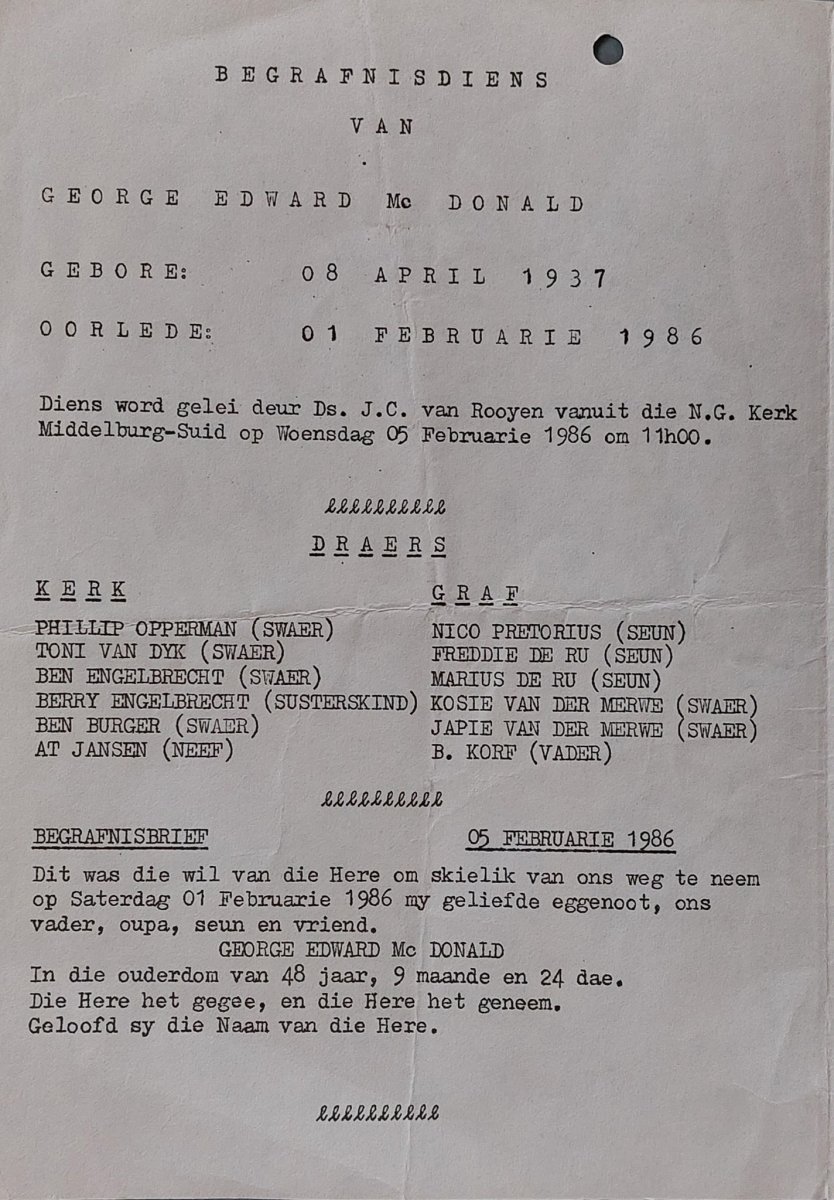 BEGRAFNISDIENS
VAN
GEORGE EDWARD Mc DONALD
GEBORE: 08 APRIL 1937
OORLEDE: 01 FEBRUARIE 1986
Diens word gelei deur Ds. J.C. van Rooyen vanuit die N.G. Kerk
Middelburg-Suid op Woensdag 05 Februarie 1986 om 11h00.
DRAERS
KERK
PHILLIP OPPERMAN (SWAER)
TONI VAN DYK (SWAER)
BEN ENGELBRECHT (SWAER)
BERRY ENGELBRECHT (SUSTERSKIND)
BEN BURGER (SWAER)
AT JANSEN (NEEF)
GRAF
NICO PRETORIUS (SEUN)
FREDDIE DE RU (SEUN)
MARIUS DE RU (SEUN)
KOSIE VAN DER MERWE (SWAER)
JAPIE VAN DER MERWE (SWAER)
B. KORF (VADER)
BEGRAFNISBRIEF 05 FEBRUARIE 1986
Dit was die wil van die Here om skielik van ons weg te neem
op Saterdag 01 Februarie 1986 my geliefde eggenoot, ons
vader, oupa, seun en vriend.
GEORGE EDWARD Mc DONALD
In die ouderdom van 48 jaar, 9 maande en 24 dae.
Die Here het gegee, en die Here het geneem.
Geloofd sy die Naam van die Here.